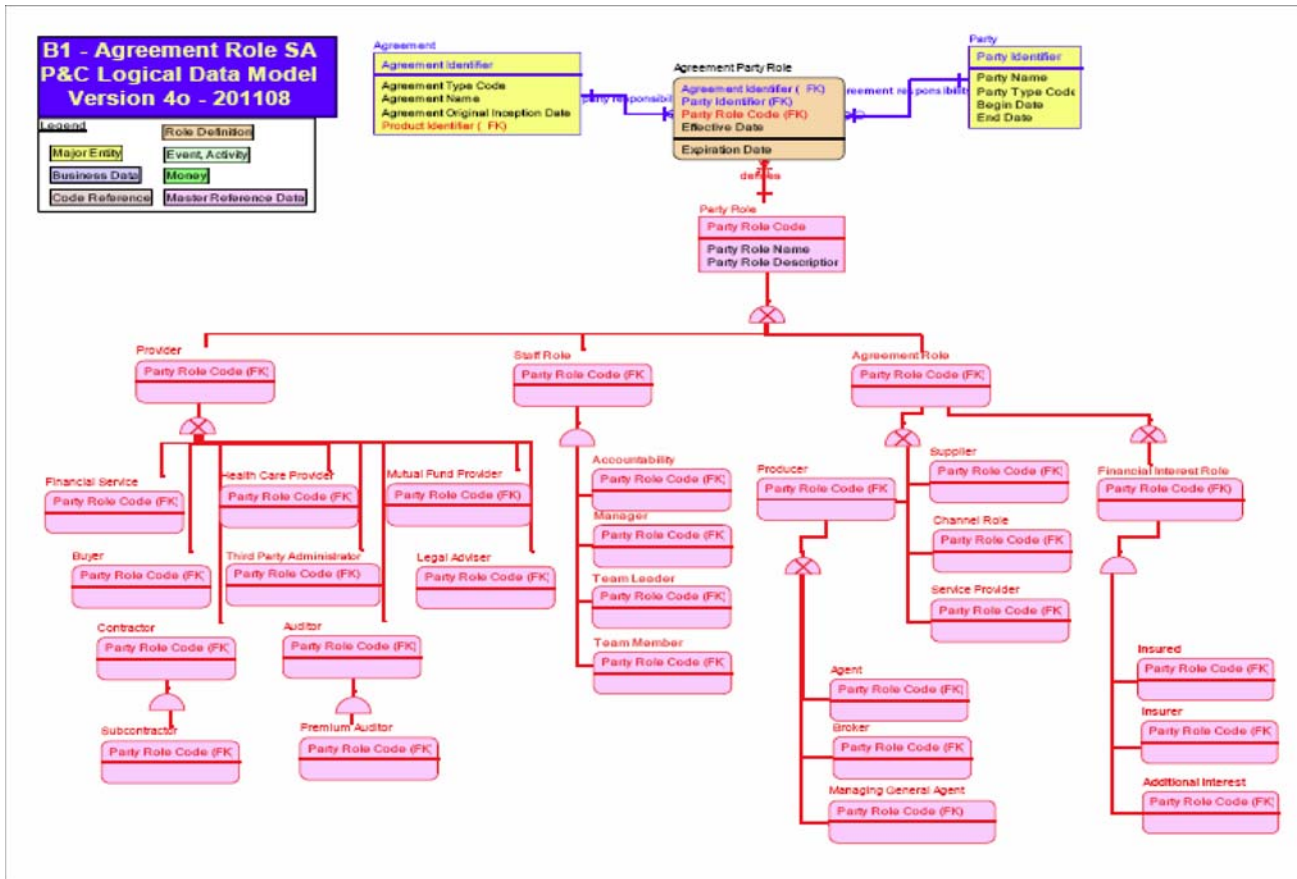 B1 - Agreement Role SA
P&C Logical Data Model
Version 4o - 201108
Legend
Role Definition
Major Entity
Event, Activity
Business Data
Money
Code Reference
Master Reference Data
Agreement
Agreement Identifier
Agreement Type Code
Agreement Name
Agreement Original Inception Date
Product Identifier ( FK)
party responsibil
Agreement Party Role
Agreement Identifier ( FK)
Party Identifier (FK)
Party Role Code (FK)
Effective Date
Expiration Date
reement responsibility
Party
Party Identifier
Party Name
Party Type Code
Begin Date
End Date
Party Role
Party Role Code
Party Role Name
Party Role Description
Provider
Party Role Code (FK)
Staff Role
Party Role Code (FK)
Agreement Role
Party Role Code (FK)
Financial Service
Party Role Code (FK)
Health Care Provider
Party Role Code (FK)
Mutual Fund Provider
Party Role Code (FK)
Buyer
Party Role Code (FK)
Third Party Administrator
Party Role Code (FK)
Legal Adviser
Party Role Code (FK)
Contractor
Party Role Code (FK)
Auditor
Party Role Code (FK)
Subcontractor
Party Role Code (FK)
Premium Auditor
Party Role Code (FK)
Accountability
Party Role Code (FK)
Manager
Party Role Code (FK)
Team Leader
Party Role Code (FK)
Team Member
Party Role Code (FK)
Producer
Party Role Code (FK)
Supplier
Party Role Code (FK)
Channel Role
Party Role Code (FK)
Service Provider
Party Role Code (FK)
Financial Interest Role
Party Role Code (FK)
Agent
Party Role Code (FK)
Broker
Party Role Code (FK)
Managing General Agent
Party Role Code (FK)
Insured
Party Role Code (FK)
Insurer
Party Role Code (FK)
Additional Interest
Party Role Code (FK)